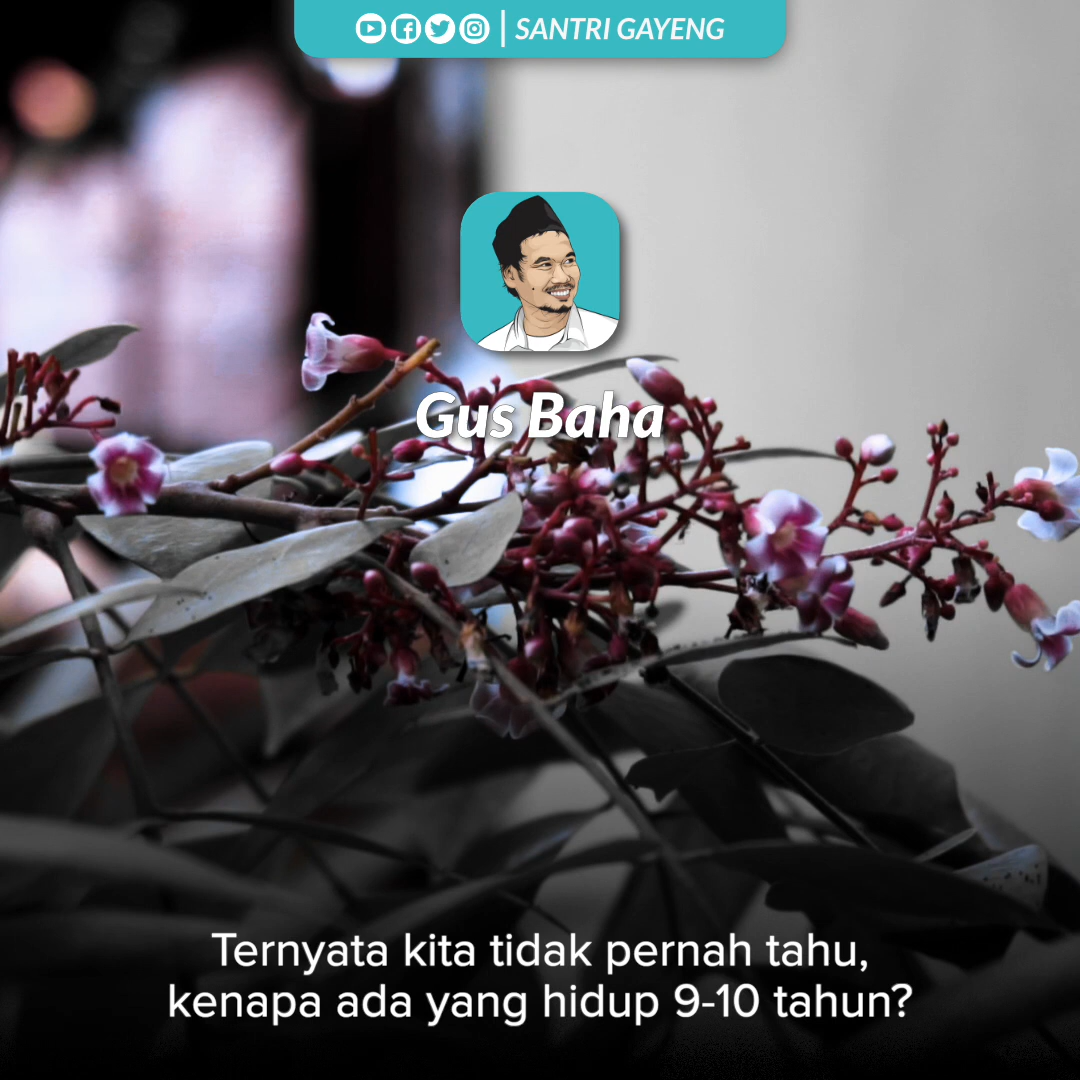 SANTRI GAYENG
Gus Baha
Ternyata kita tidak pernah tahu,
kenapa ada yang hidup 9-10 tahun?